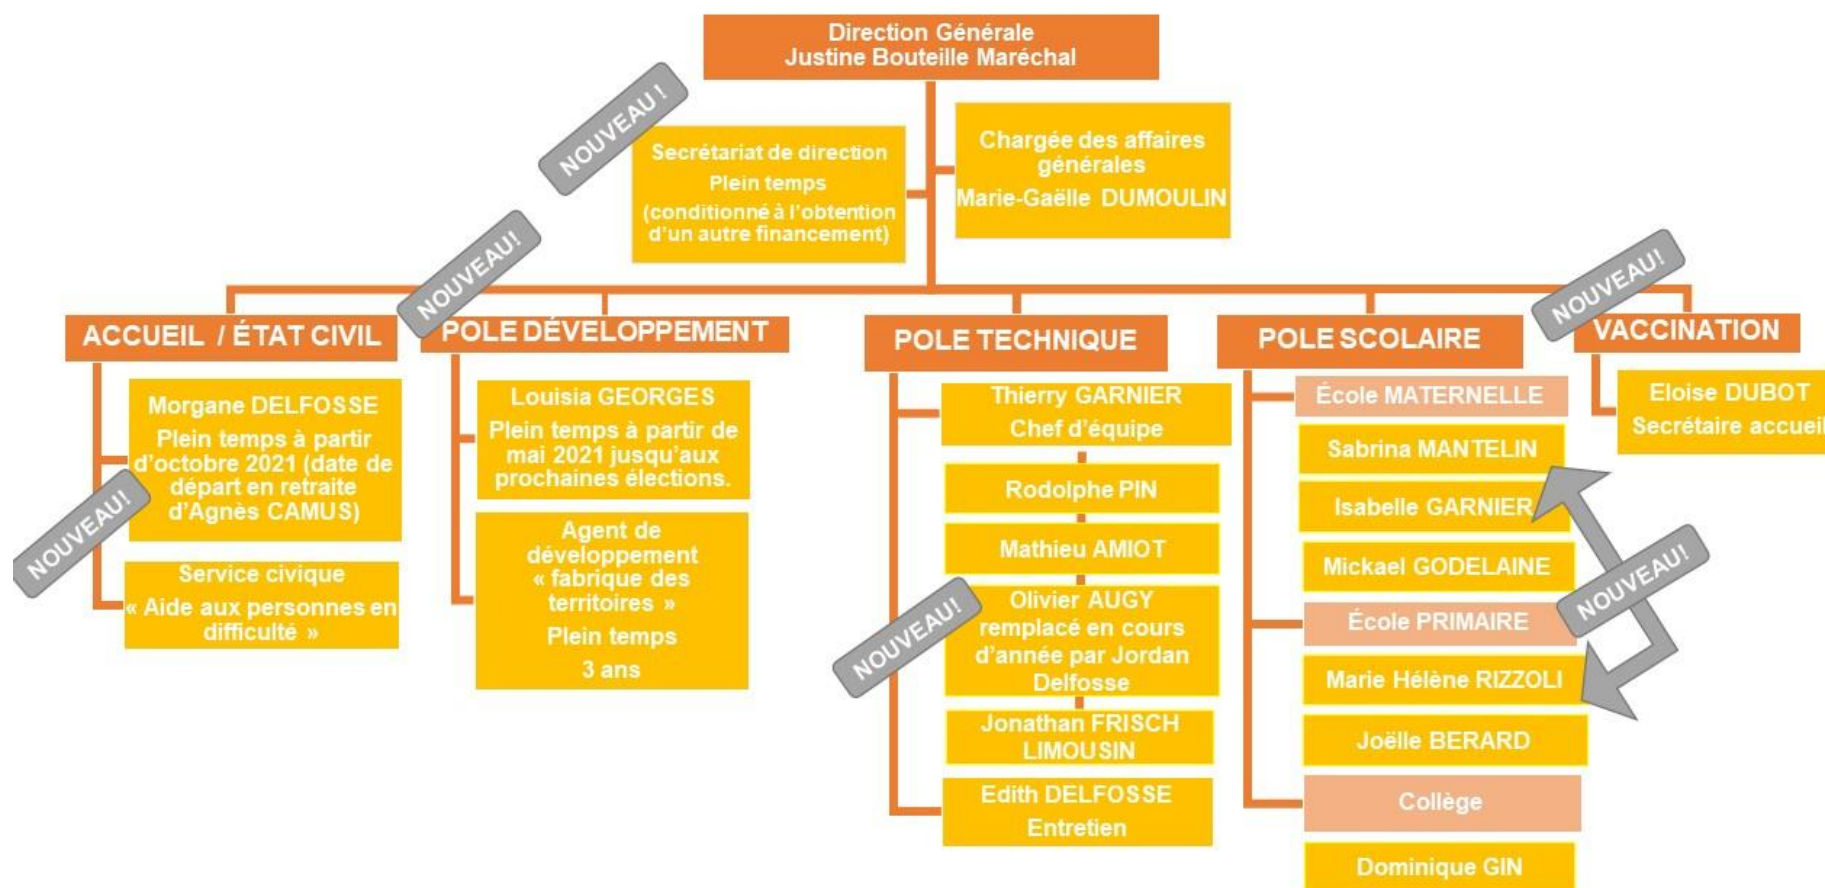 Direction Générale
Justine Bouteille Maréchal
NOUVEAU !
Secrétariat de direction
Plein temps
(conditionné à l'obtention
d'un autre financement)
Chargée des affaires
générales
Marie-Gaëlle DUMOULIN
NOUVEAU!
NOUVEAU!
ACCUEIL / ÉTAT CIVIL
Morgane DELFOSSE
Plein temps à partir
d'octobre 2021 (date de
départ en retraite
d'Agnès CAMUS)
NOUVEAU!
Service civique
« Aide aux personnes en
difficulté »
POLE DÉVELOPPEMENT
Louisia GEORGES
Plein temps à partir de
mai 2021 jusqu'aux
prochaines élections.
Agent de
développement
« fabrique des
territoires »
Plein temps
3 ans
POLE TECHNIQUE
Thierry GARNIER
Chef d'équipe
Rodolphe PIN
Mathieu AMIOT
NOUVEAU!
Olivier AUGY
remplacé en cours
d'année par Jordan
Delfosse
Jonathan FRISCH
LIMOUSIN
Edith DELFOSSE
Entretien
POLE SCOLAIRE
École MATERNELLE
Sabrina MANTELIN
Isabelle GARNIER
Mickael GODELAINE
NOUVEAU!
École PRIMAIRE
Marie Hélène RIZZOLI
Joëlle BERARD
Collège
Dominique GIN
VACCINATION
Eloise DUBOT
Secrétaire accueil